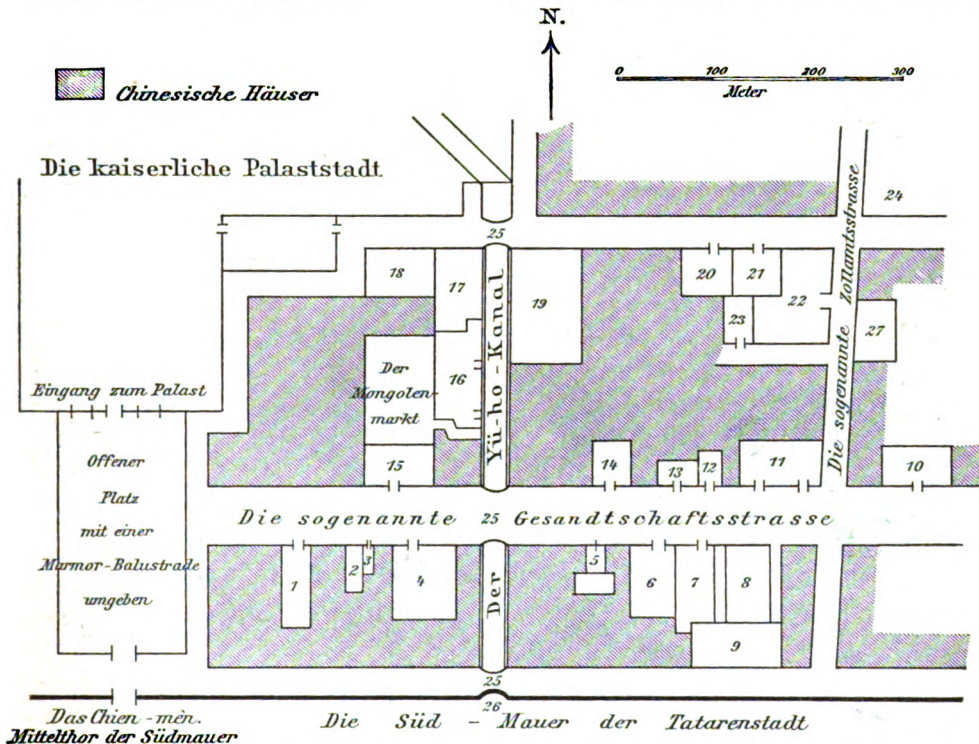 N.
0 100 200 300
Meter
Chinesische Häuser
Die kaiserliche Palaststadt
24
25
18
17
19
20
21
22
23
27
Die sogenannte Zollamtsstrasse
Yü-ho-Kanal
Eingang zum Palast
Der
Mongolen-
markt
16
Offener
Platz
mit einer
Marmor-Balustrade
umgeben
15
14
13
12
11
10
Die sogenannte 25 Gesandtschaftsstrasse
1
2
3
4
Der
5
6
7
8
9
25
26
Das Chien-mèn.
Mittelthor der Südmauer
Die Süd-Mauer der Tatarenstadt